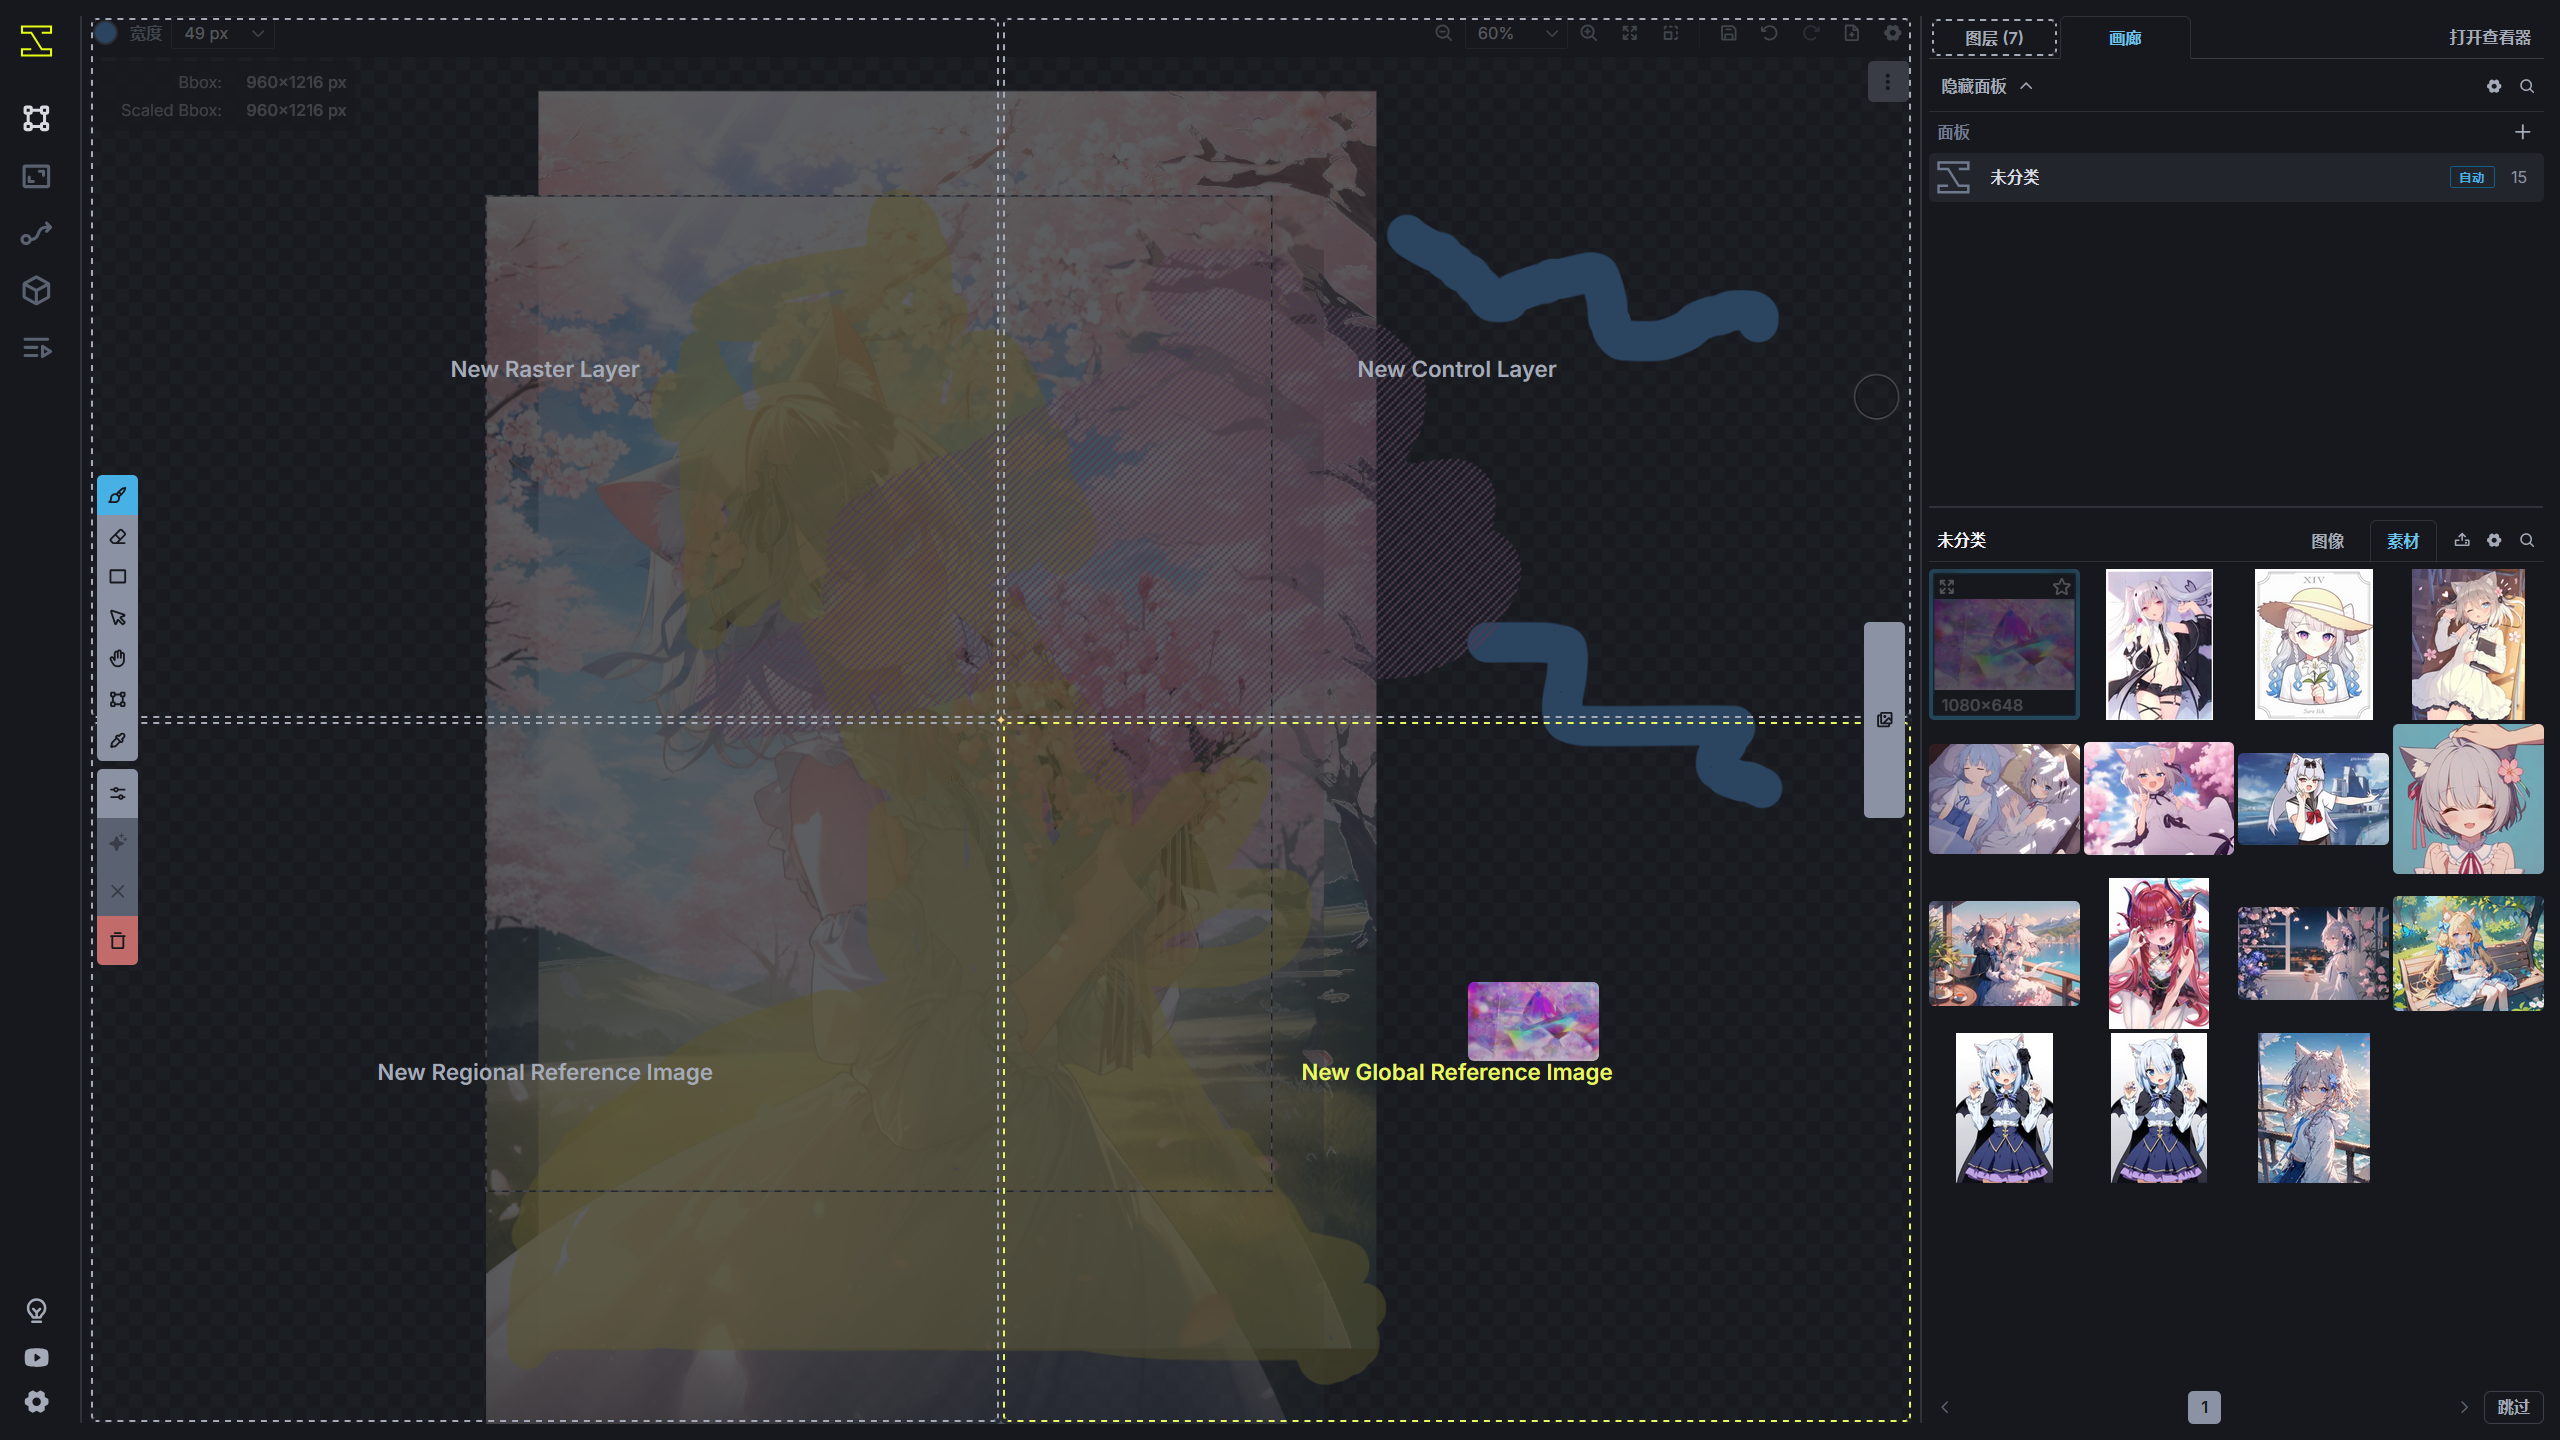 宽度 49 px
60%
Bbox: 960×1216 px
Scaled Bbox: 960×1216 px
New Raster Layer
New Control Layer
New Regional Reference Image
New Global Reference Image
图层 (7)
画廊
打开查看器
隐藏面板
面板
未分类
自动
15
未分类
图像
素材
1080×648
XIV
1
跳过